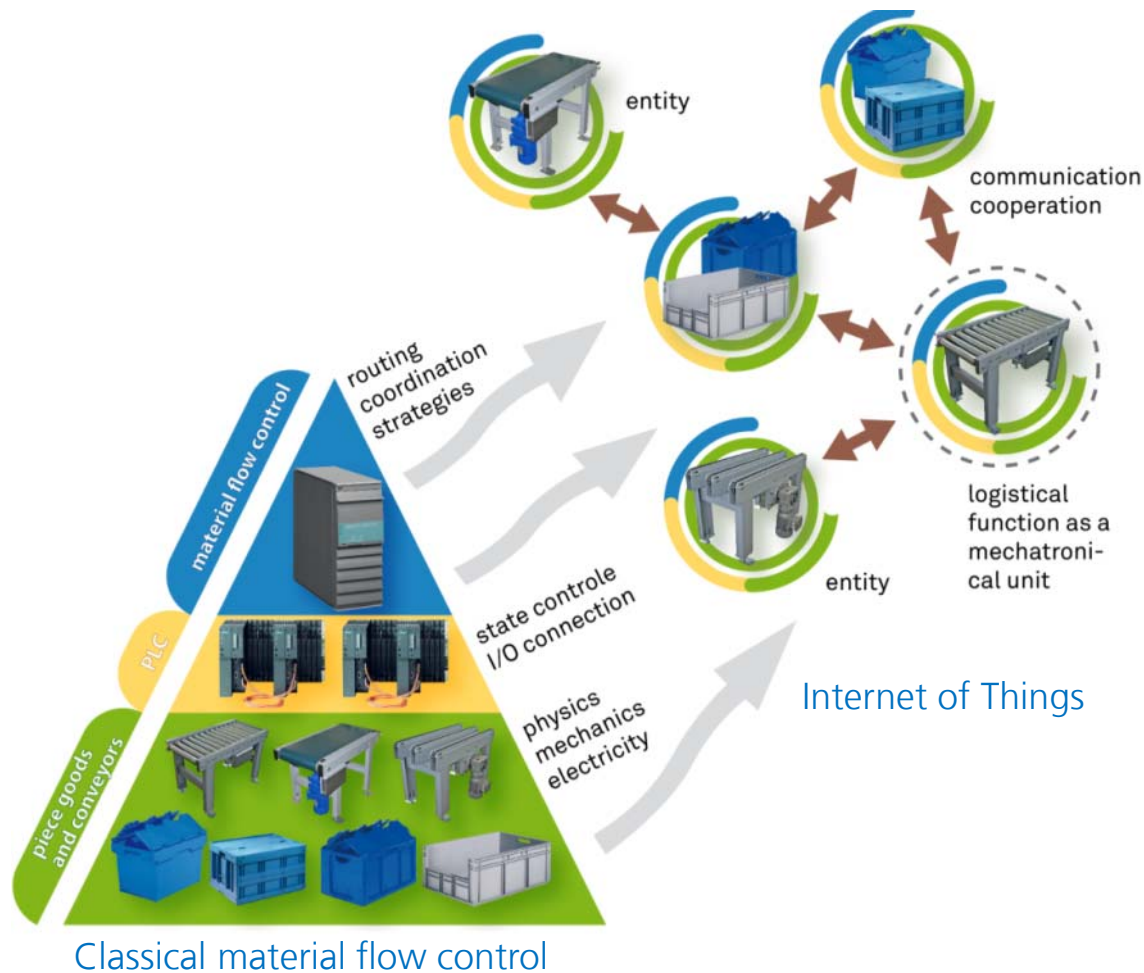 entity
communication
cooperation
routing
coordination
strategies
material flow control
logistical
function as a
mechatroni-
cal unit
entity
state controle
I/O connection
PLC
Internet of Things
physics
mechanics
electricity
piece goods
and conveyors
Classical material flow control